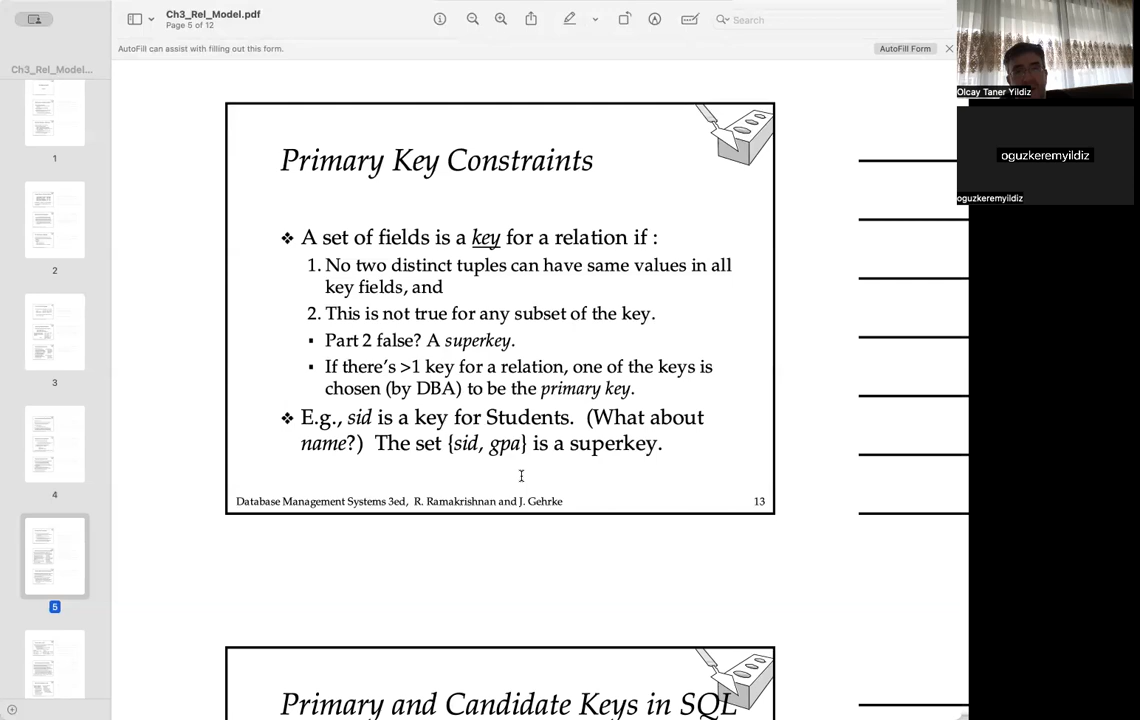 Ch3_Rel_Model.pdf
Page 5 of 12
Search
AutoFill can assist with filling out this form.
AutoFill Form
Ch3_Rel_Model...
1
2
3
4
5
Primary Key Constraints
❖ A set of fields is a key for a relation if :
1. No two distinct tuples can have same values in all
key fields, and
2. This is not true for any subset of the key.
▪ Part 2 false? A superkey.
▪ If there's >1 key for a relation, one of the keys is
chosen (by DBA) to be the primary key.
❖ E.g., sid is a key for Students. (What about
name?) The set {sid, gpa} is a superkey.
Database Management Systems 3ed, R. Ramakrishnan and J. Gehrke
13
Primary and Candidate Keys in SQL
Olcay Taner Yildiz
oguzkeremyildiz
oguzkeremyildiz